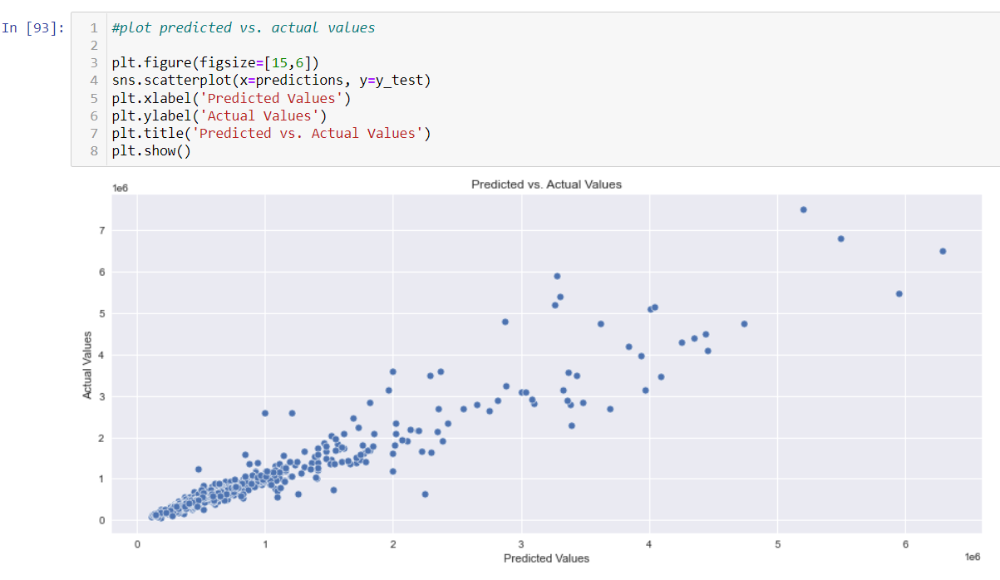 In [93]:
1 #plot predicted vs. actual values
2
3 plt.figure(figsize=[15,6])
4 sns.scatterplot(x=predictions, y=y_test)
5 plt.xlabel('Predicted Values')
6 plt.ylabel('Actual Values')
7 plt.title('Predicted vs. Actual Values')
8 plt.show()
Predicted vs. Actual Values
1e6
7
6
5
4
3
2
1
0
Actual Values
0 1 2 3 4 5 6
Predicted Values
1e6